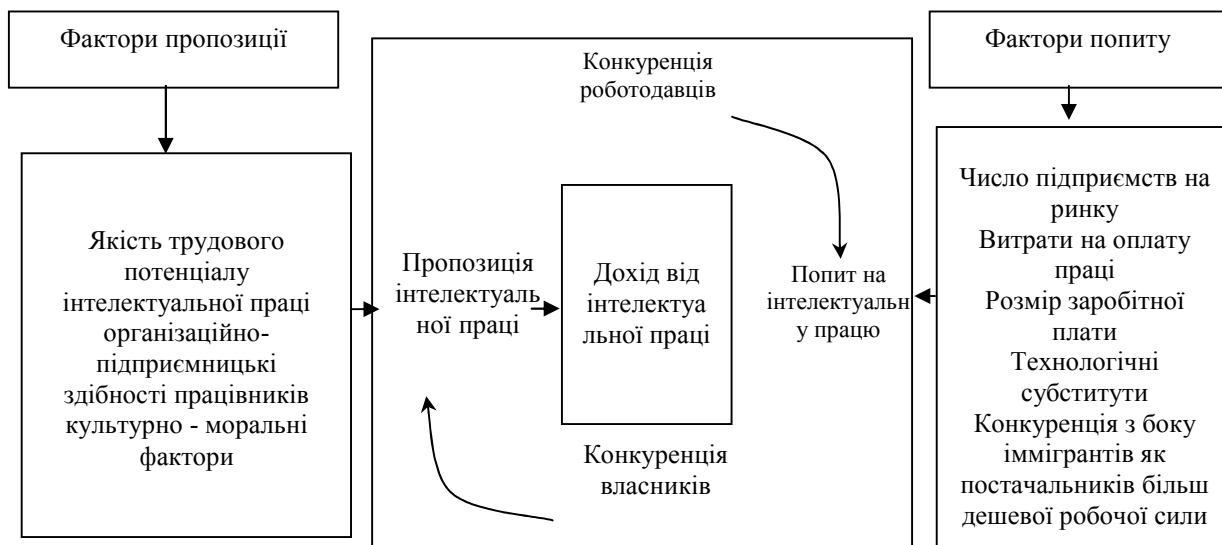 Фактори пропозиції
Якість трудового
потенціалу
інтелектуальної праці
організаційно-
підприємницькі
здібності працівників
культурно - моральні
фактори
Конкуренція
роботодавців
Пропозиція
інтелектуаль
ної праці
Дохід від
інтелектуа
льної праці
Попит на
інтелектуальн
у працю
Конкуренція
власників
Фактори попиту
Число підприємств на
ринку
Витрати на оплату
праці
Розмір заробітної
плати
Технологічні
субститути
Конкуренція з боку
іммігрантів як
постачальників більш
дешевої робочої сили